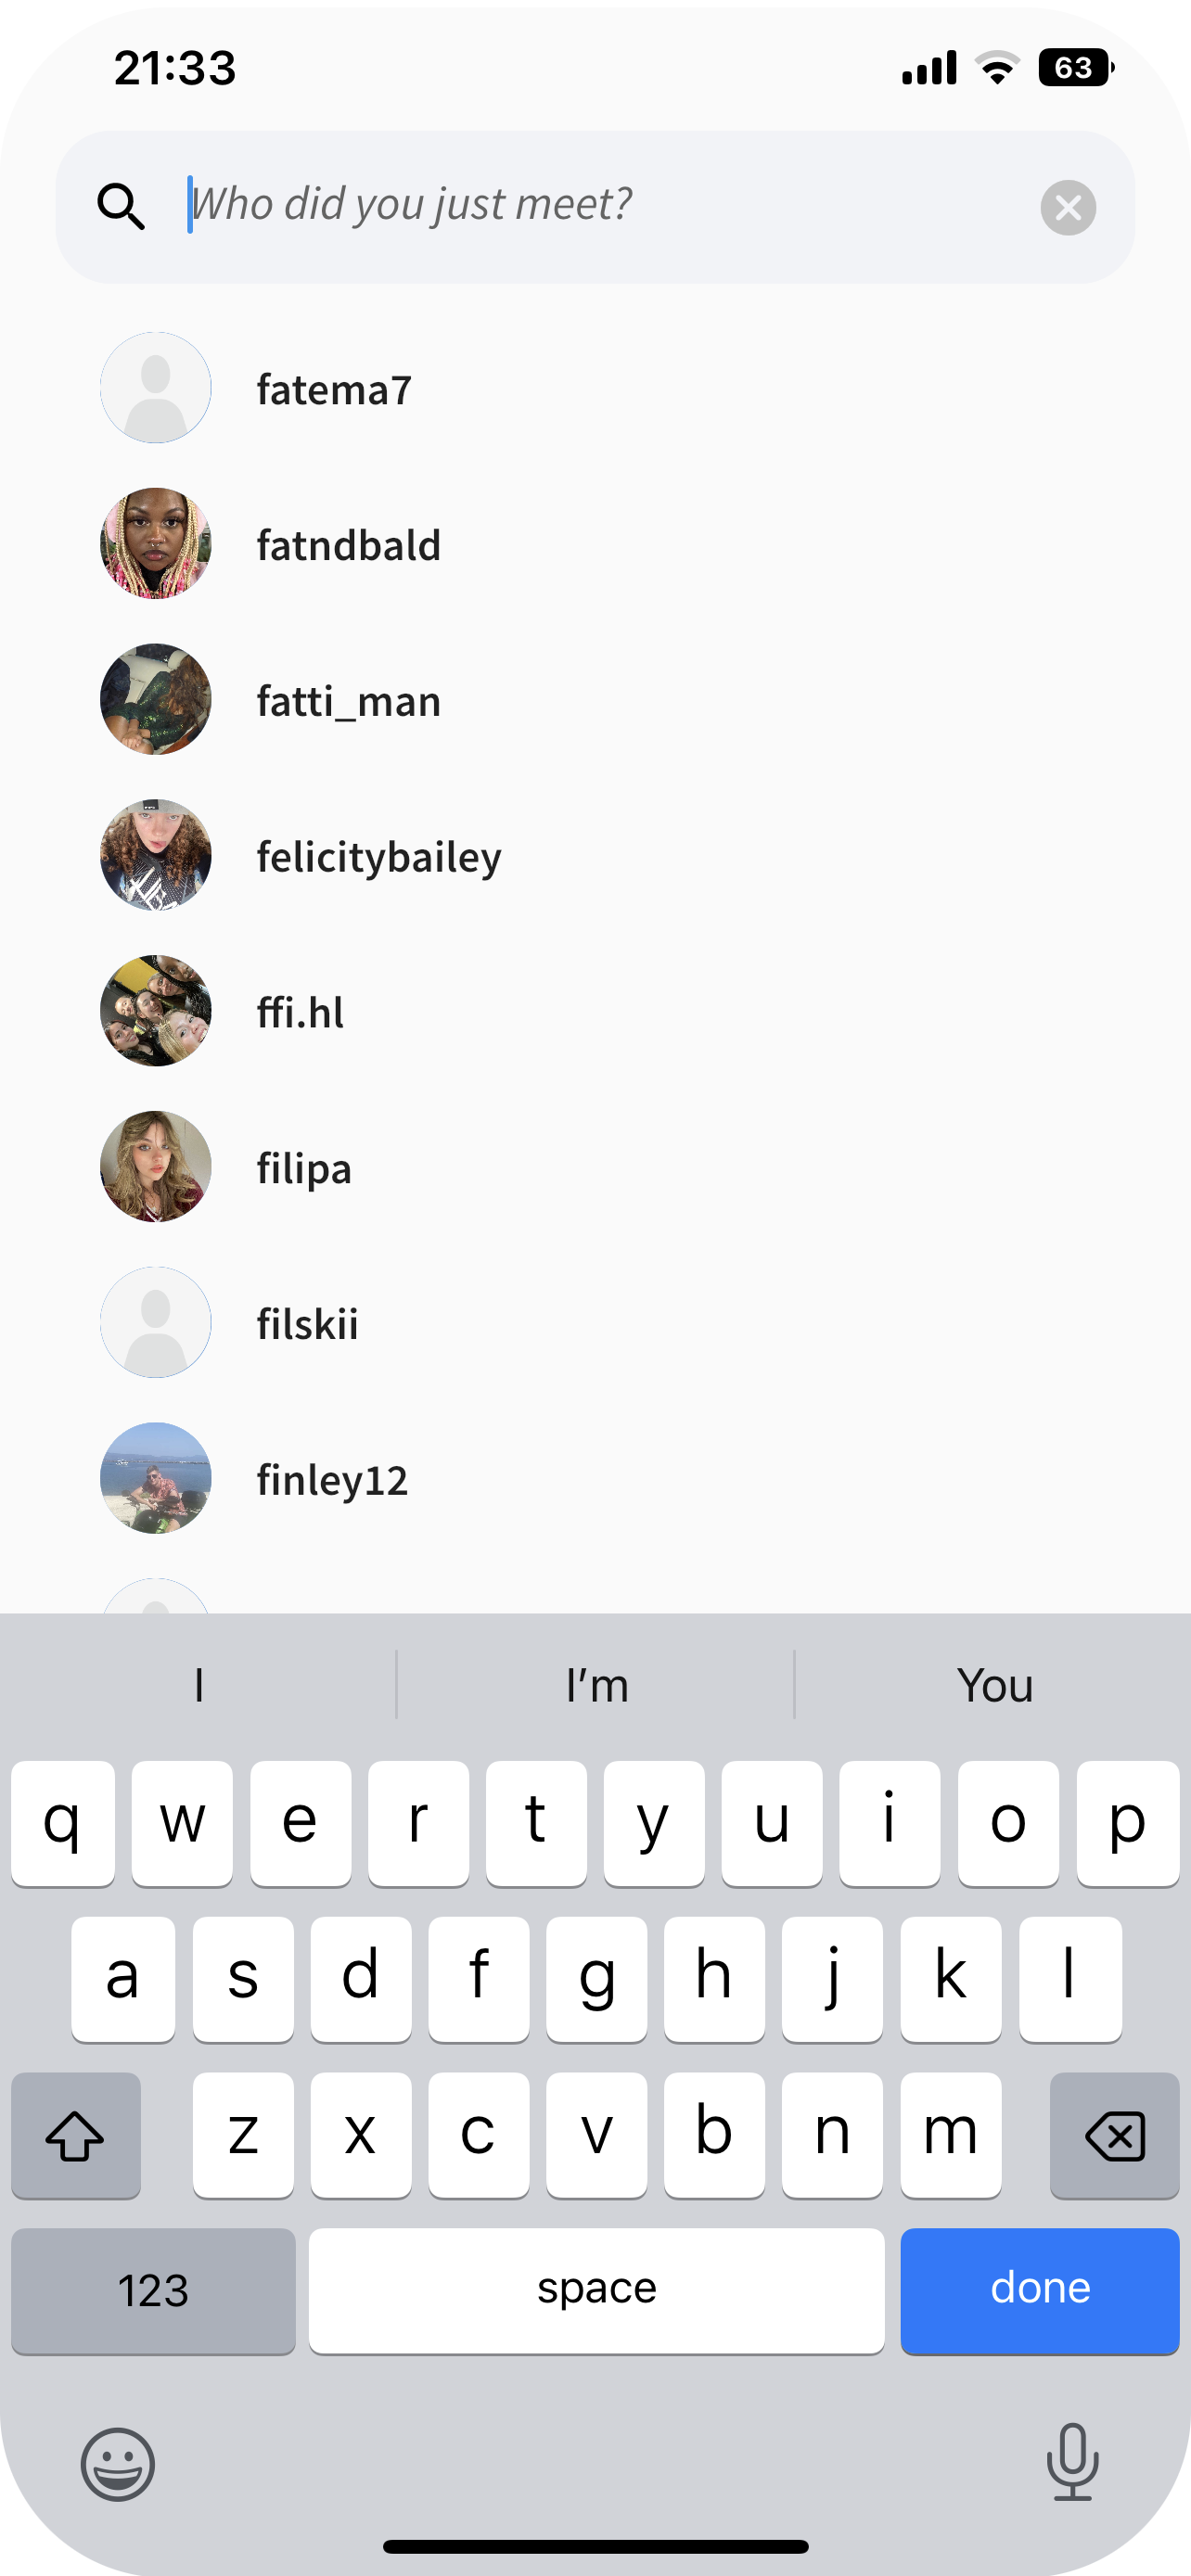 21:33
63
Who did you just meet?
fatema7
fatndbald
fatti_man
felicitybailey
ffi.hl
filipa
filskii
finley12
I I’m You
q w e r t y u i o p
a s d f g h j k l
z x c v b n m
123 space done